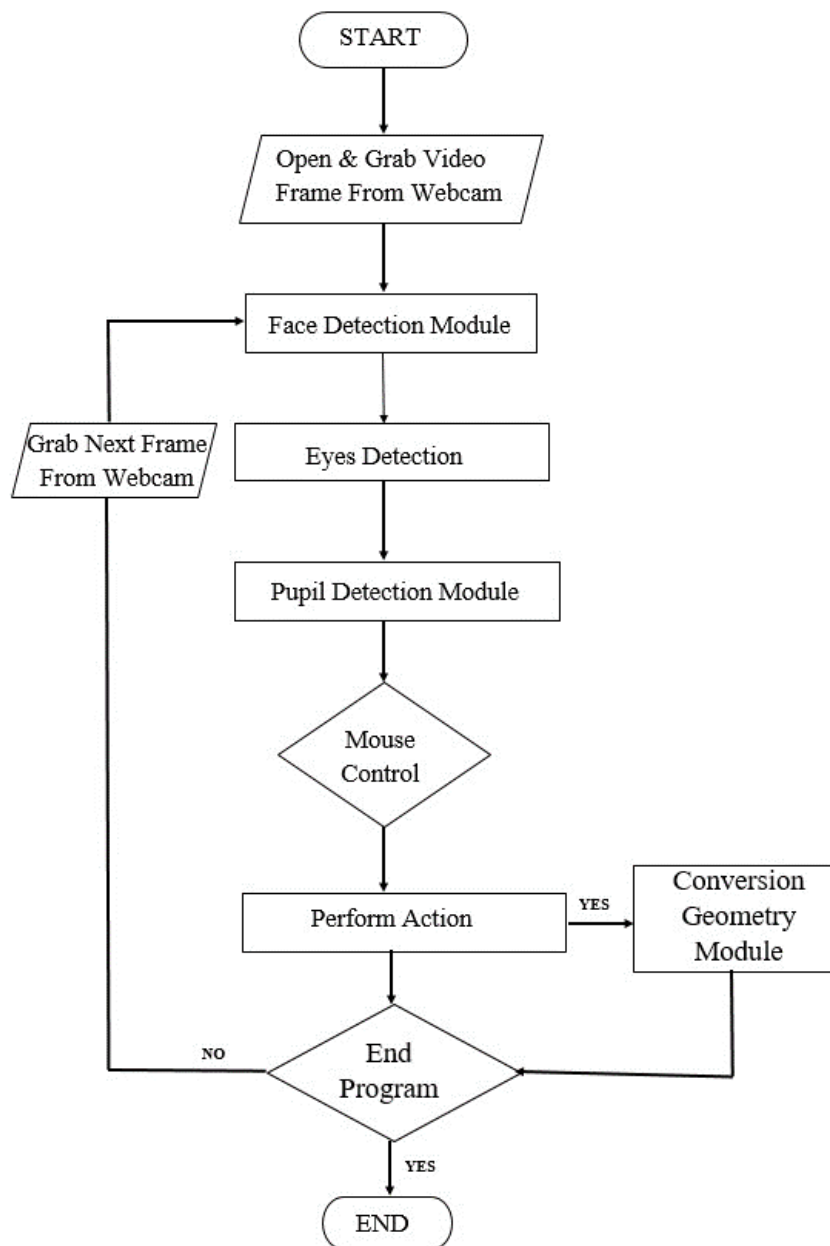 START
Open & Grab Video
Frame From Webcam
Face Detection Module
Grab Next Frame
From Webcam
Eyes Detection
Pupil Detection Module
Mouse
Control
Perform Action
YES
Conversion
Geometry
Module
End
Program
NO
YES
END